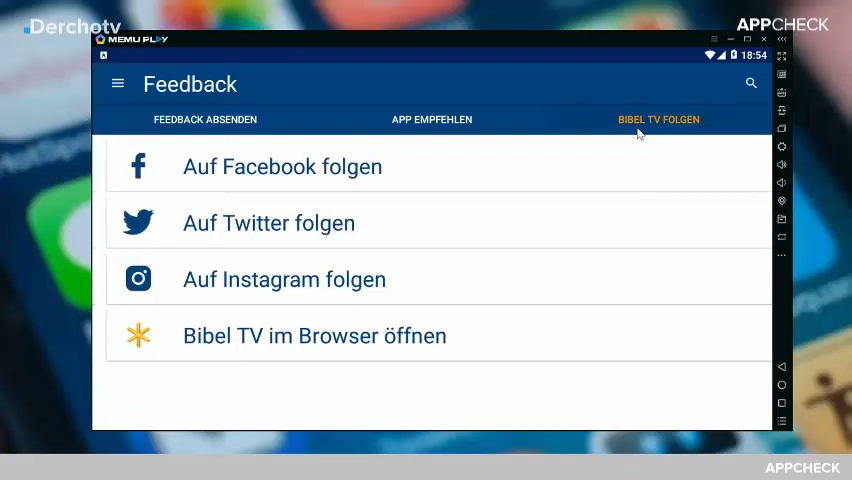 Derchotv
APPCHECK
MEMU PLAY
18:54
Feedback
FEEDBACK ABSENDEN
APP EMPFEHLEN
BIBEL TV FOLGEN
Auf Facebook folgen
Auf Twitter folgen
Auf Instagram folgen
Bibel TV im Browser öffnen
APPCHECK